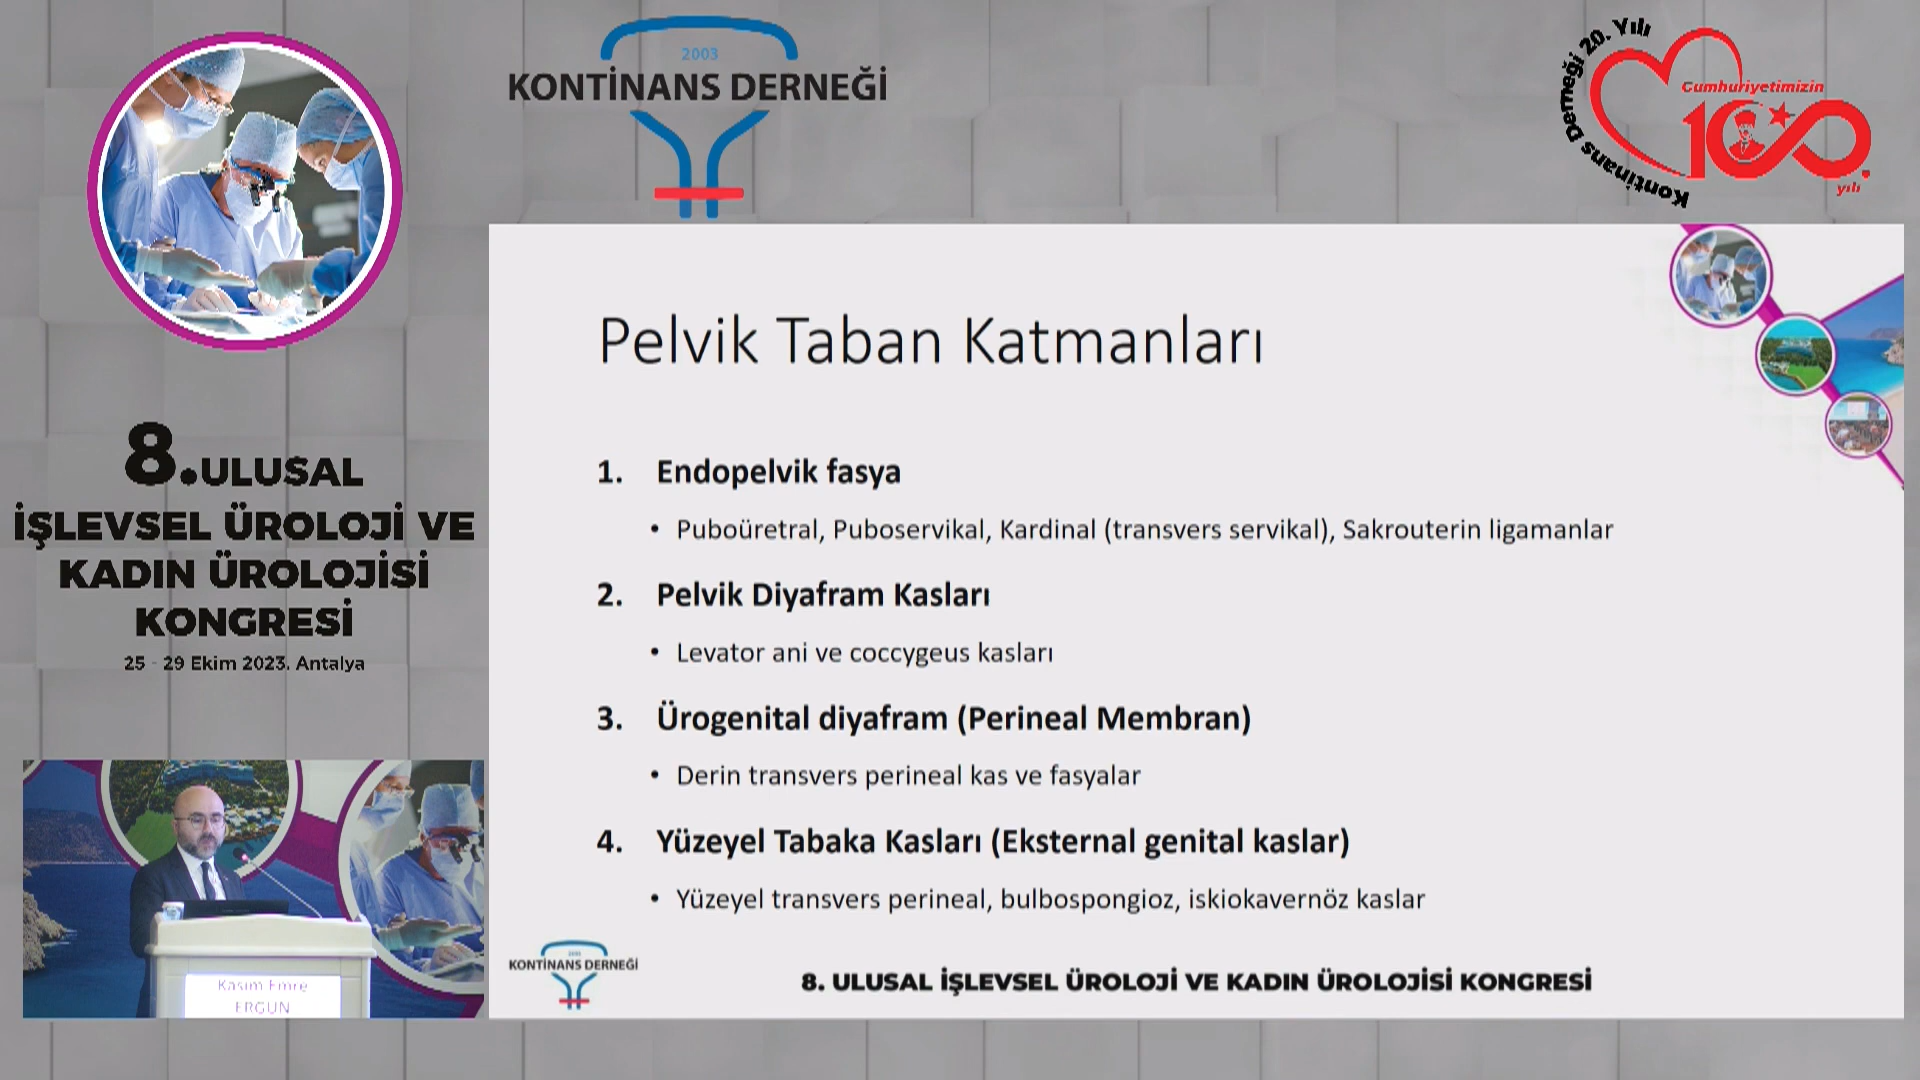 2003
KONTİNANS DERNEĞİ
Kontinans Derneği 20. Yılı
Cumhuriyetimizin
100.
yılı
8.ULUSAL
İŞLEVSEL ÜROLOJİ VE
KADIN ÜROLOJİSİ
KONGRESİ
25 - 29 Ekim 2023. Antalya
Pelvik Taban Katmanları
1. Endopelvik fasya
• Puboüretral, Puboservikal, Kardinal (transvers servikal), Sakrouterin ligamanlar
2. Pelvik Diyafram Kasları
• Levator ani ve coccygeus kasları
3. Ürogenital diyafram (Perineal Membran)
• Derin transvers perineal kas ve fasyalar
4. Yüzeyel Tabaka Kasları (Eksternal genital kaslar)
• Yüzeyel transvers perineal, bulbospongioz, iskiokavernöz kaslar
2003
KONTİNANS DERNEĞİ
8. ULUSAL İŞLEVSEL ÜROLOJİ VE KADIN ÜROLOJİSİ KONGRESİ
Kasım Emre
ERGÜN